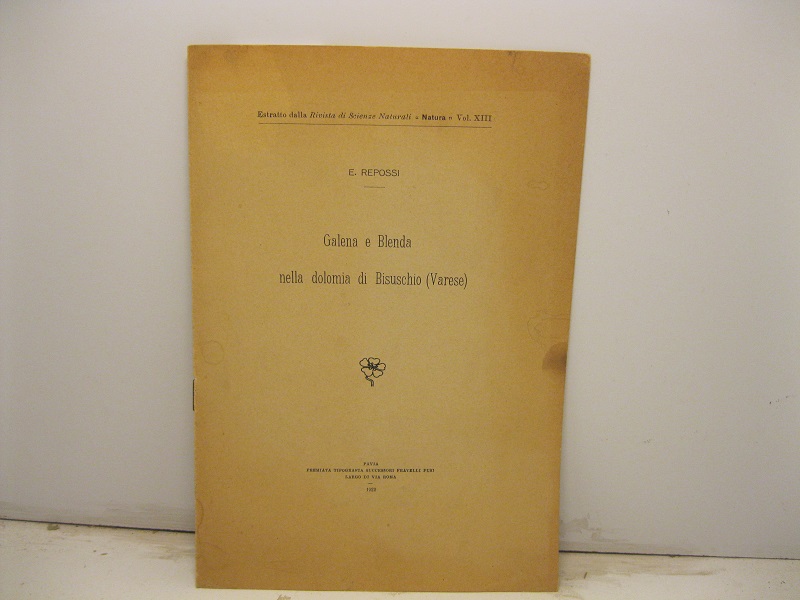 Estratto dalla Rivista di Scienze Naturali « Natura » Vol. XIII
E. REPOSSI
Galena e Blenda
nella dolomia di Bisuschio (Varese)
PAVIA
PREMIATA TIPOGRAFIA SUCCESSORI FRATELLI FUSI
LARGO DI VIA ROMA